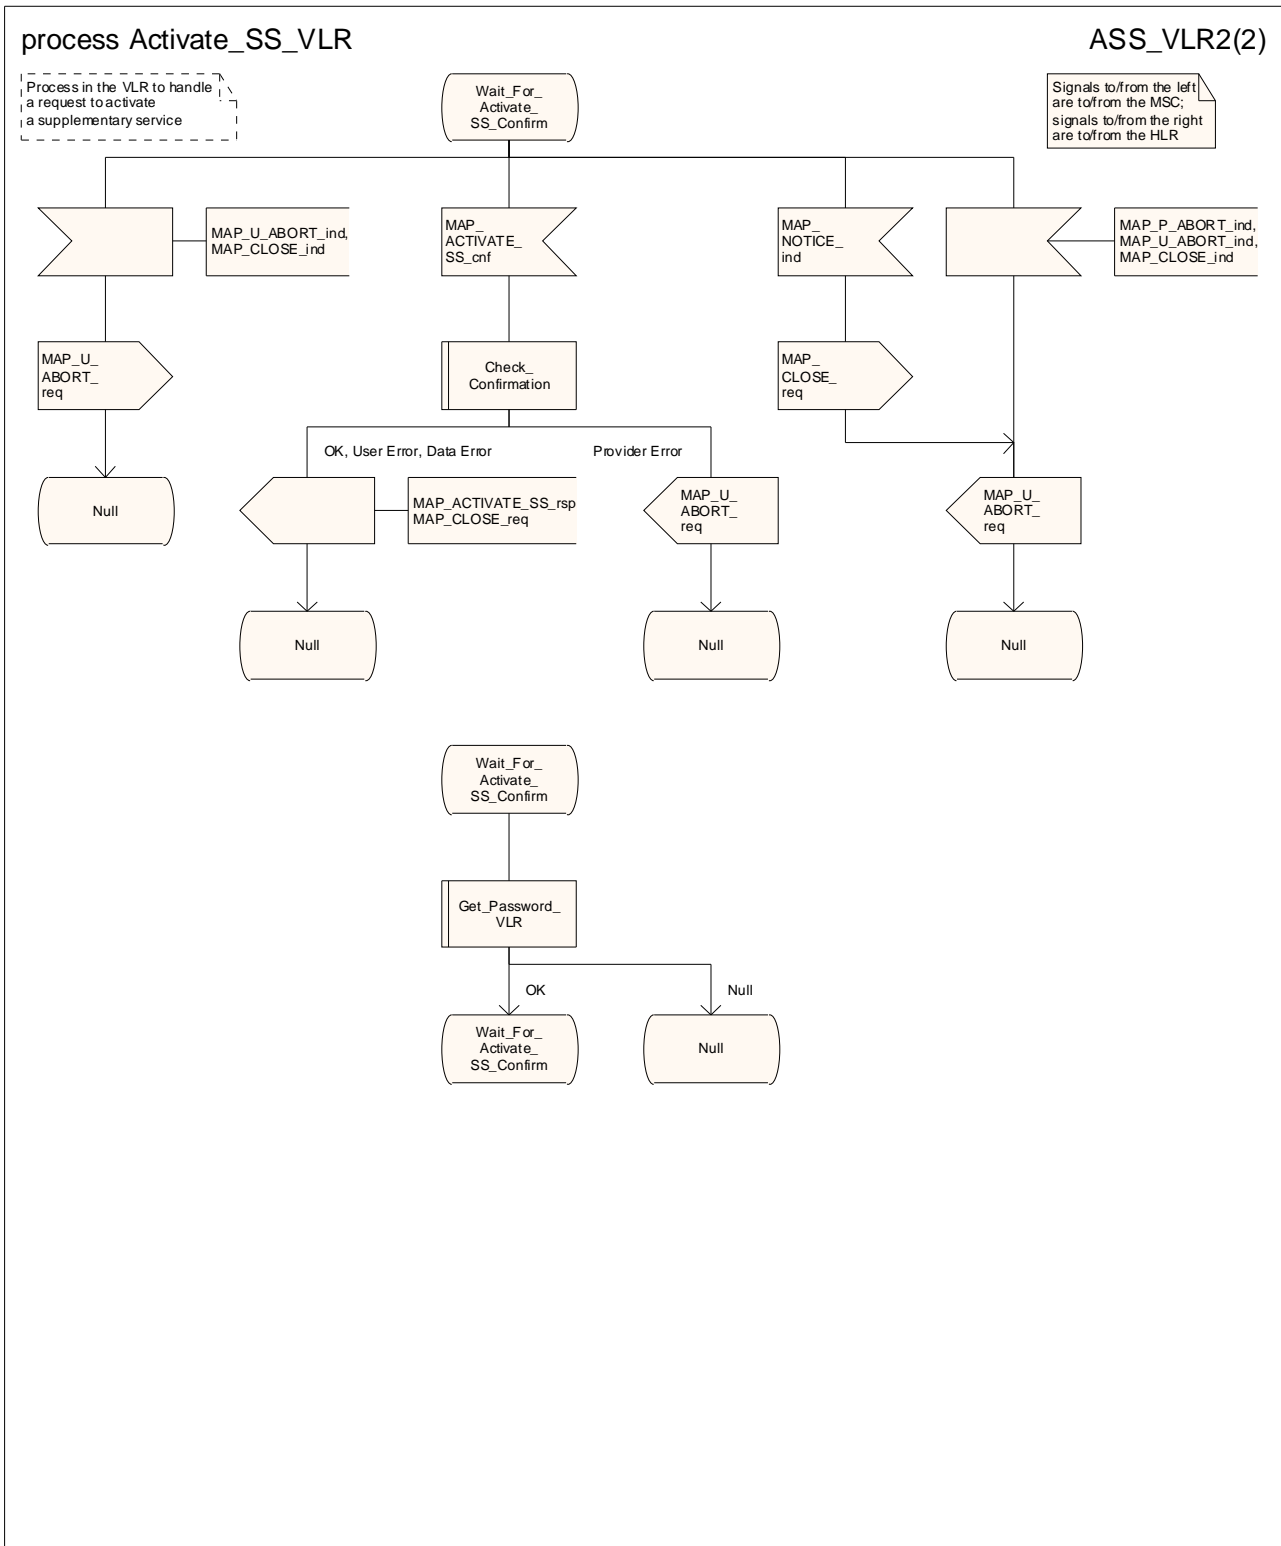 process Activate_SS_VLR
ASS_VLR2(2)
Process in the VLR to handle
a request to activate
a supplementary service
Wait_For_
Activate_
SS_Confirm
Signals to/from the left
are to/from the MSC;
signals to/from the right
are to/from the HLR
MAP_U_ABORT_ind,
MAP_CLOSE_ind
MAP_
ACTIVATE_
SS_cnf
MAP_
NOTICE_
ind
MAP_P_ABORT_ind,
MAP_U_ABORT_ind,
MAP_CLOSE_ind
MAP_U_
ABORT_
req
Check_
Confirmation
MAP_
CLOSE_
req
OK, User Error, Data Error
Provider Error
Null
MAP_ACTIVATE_SS_rsp
MAP_CLOSE_req
MAP_U_
ABORT_
req
MAP_U_
ABORT_
req
Null
Null
Null
Wait_For_
Activate_
SS_Confirm
Get_Password_
VLR
OK
Null
Wait_For_
Activate_
SS_Confirm
Null